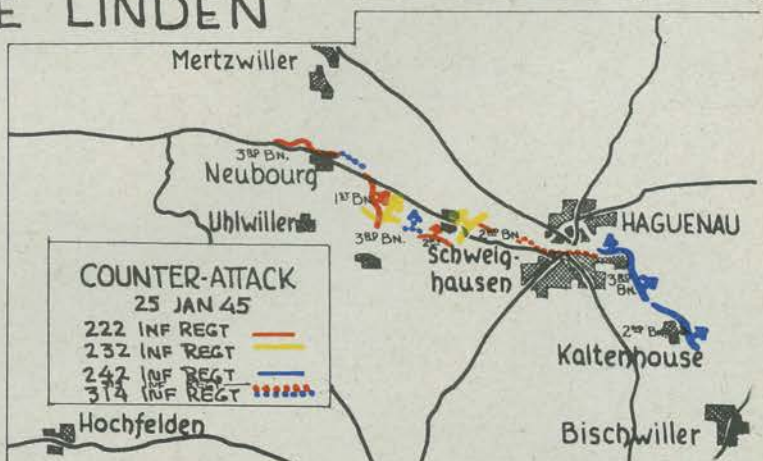 E LINDEN
Mertzwiller
3RD BN.
Neubourg
1ST BN.
Uhlwiller
3RD BN.
2ND BN.
HAGUENAU
Schweig-
hausen
3RD
BN.
2ND BN.
Kaltenhouse
Bischwiller
Hochfelden
COUNTER-ATTACK
25 JAN 45
222 INF REGT
232 INF REGT
242 INF REGT
314 INF REGT